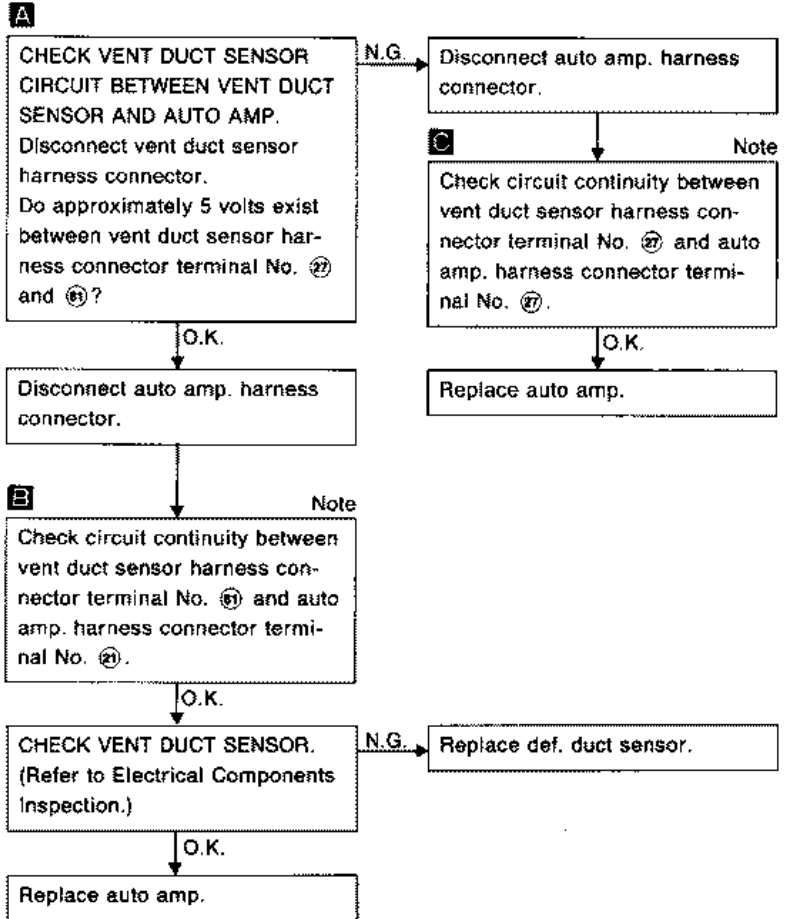 A
CHECK VENT DUCT SENSOR
CIRCUIT BETWEEN VENT DUCT
SENSOR AND AUTO AMP.
Disconnect vent duct sensor
harness connector.
Do approximately 5 volts exist
between vent duct sensor har-
ness connector terminal No. ㉗
and 61?
N.G.
Disconnect auto amp. harness
connector.
C
Note
Check circuit continuity between
vent duct sensor harness con-
nector terminal No. ㉗ and auto
amp. harness connector termi-
nal No. ㉗.
O.K.
Replace auto amp.
O.K.
Disconnect auto amp. harness
connector.
B
Note
Check circuit continuity between
vent duct sensor harness con-
nector terminal No. 61 and auto
amp. harness connector termi-
nal No. ㉑.
O.K.
CHECK VENT DUCT SENSOR.
(Refer to Electrical Components
Inspection.)
N.G.
Replace def. duct sensor.
O.K.
Replace auto amp.